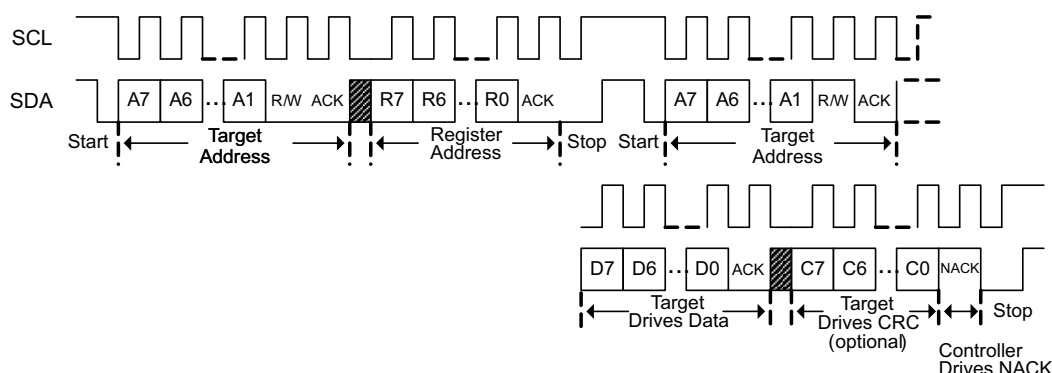 SCL
SDA
A7 A6 ... A1 R/W ACK R7 R6 ... R0 ACK A7 A6 ... A1 R/W ACK
Start Target Address Register Address Stop Start Target Address
D7 D6 ... D0 ACK C7 C6 ... C0 NACK
Target Drives Data Target Drives CRC (optional) Stop
Controller Drives NACK